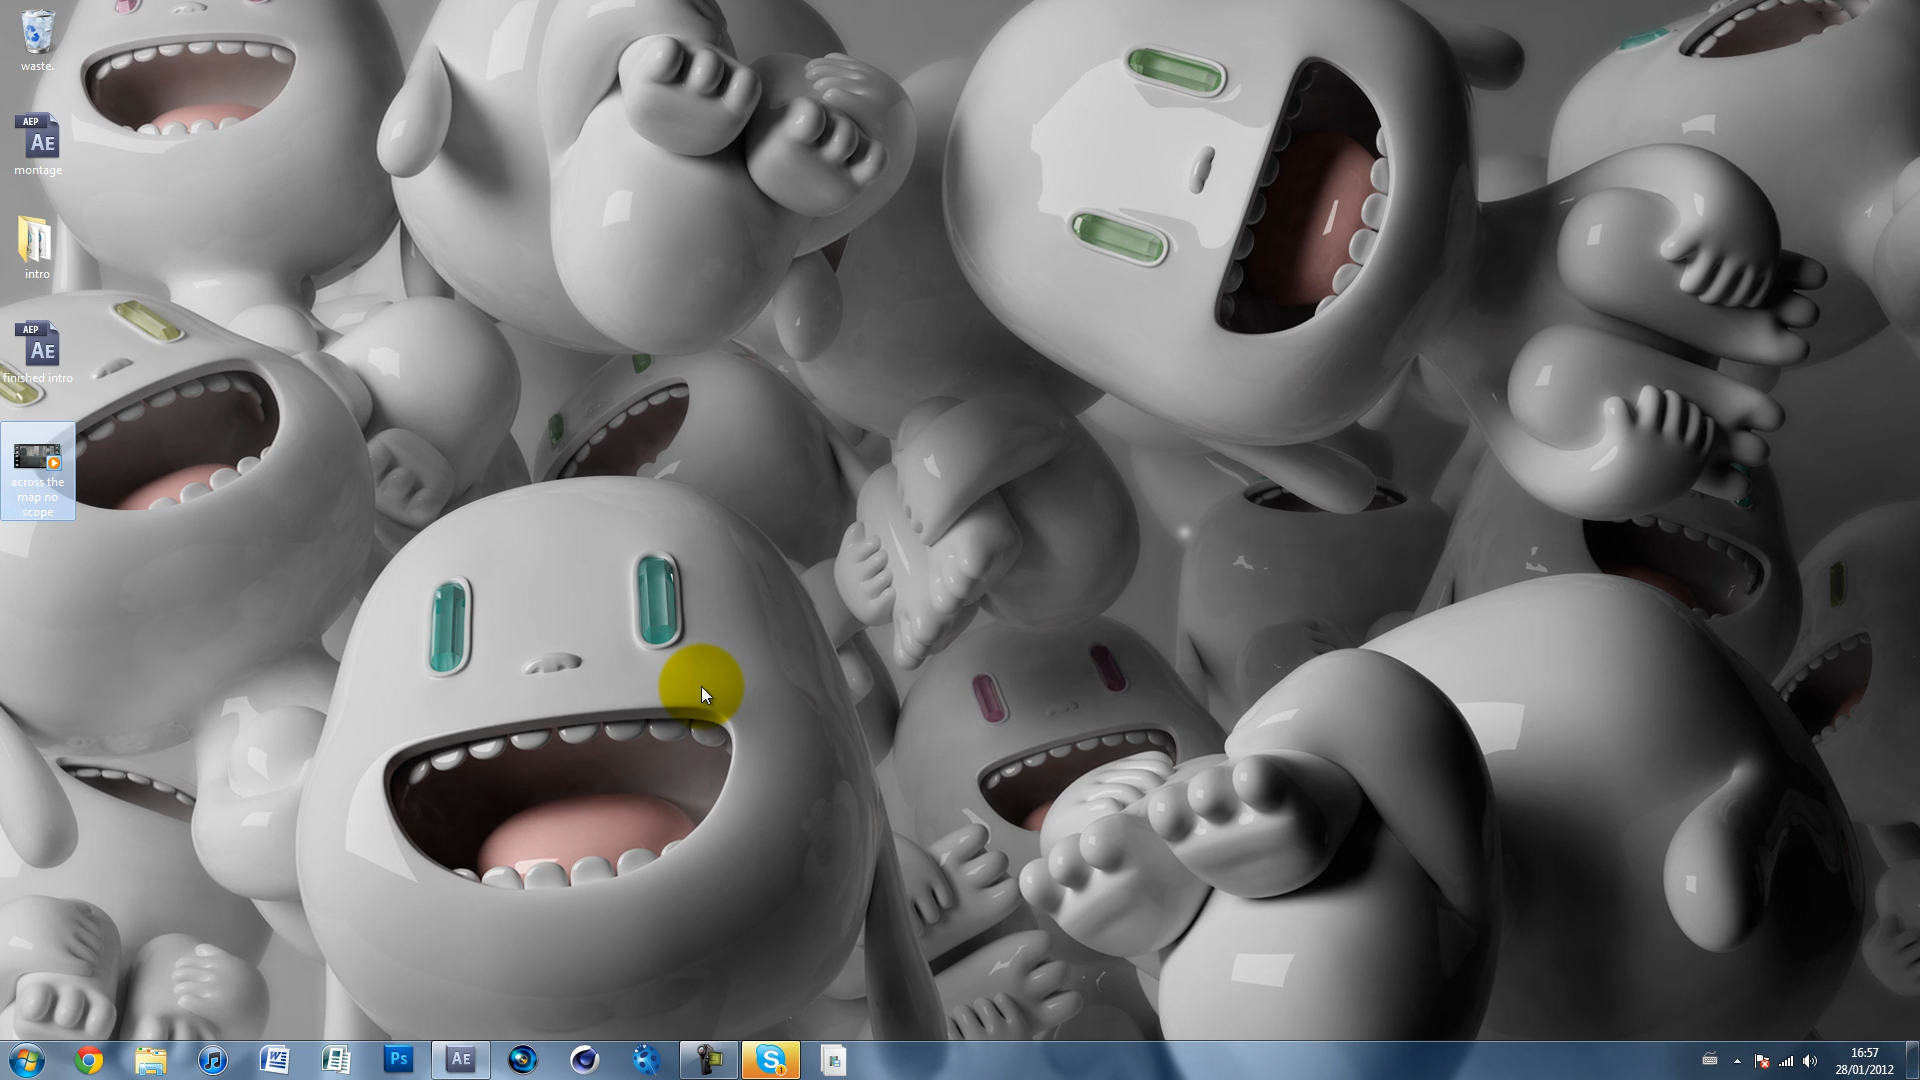 waste.
AEP
AE
montage
intro
AEP
AE
finished intro
across the
map no
scope
W
Ps
AE
S
1
16:57
28/01/2012